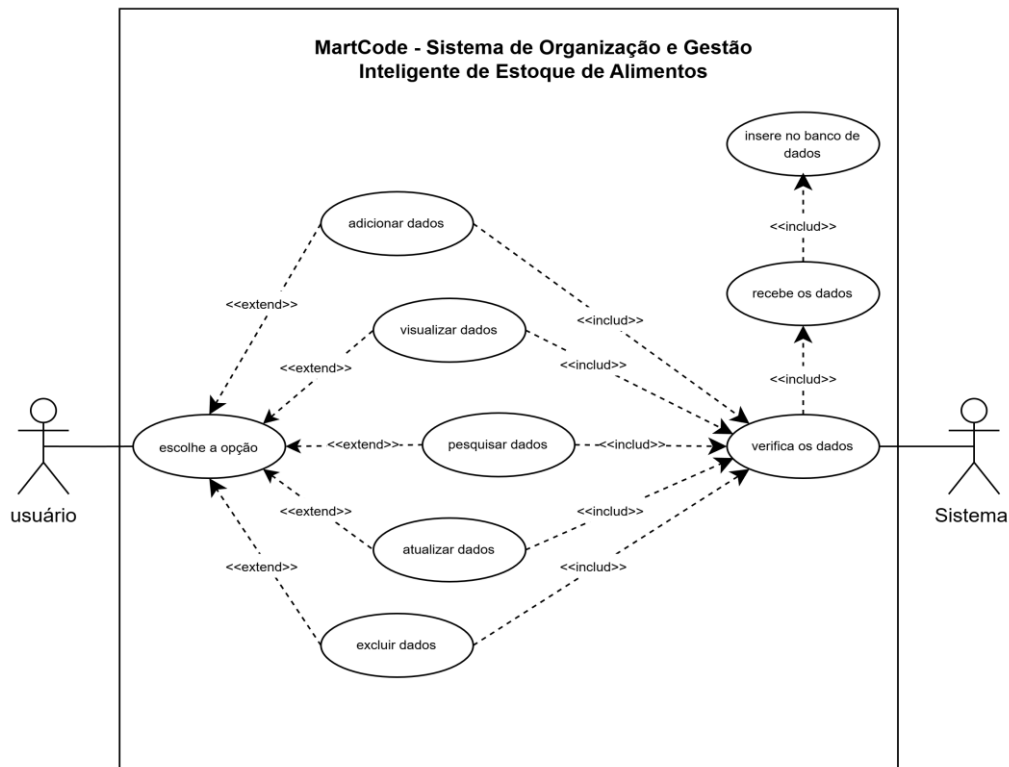 MartCode - Sistema de Organização e Gestão
Inteligente de Estoque de Alimentos
insere no banco de
dados
adicionar dados
<<includ>>
recebe os dados
<<extend>>
<<includ>>
visualizar dados
<<extend>>
<<includ>>
<<includ>>
escolhe a opção
<<extend>>
pesquisar dados
<<includ>>
verifica os dados
usuário
Sistema
<<extend>>
<<includ>>
atualizar dados
<<extend>>
<<includ>>
excluir dados